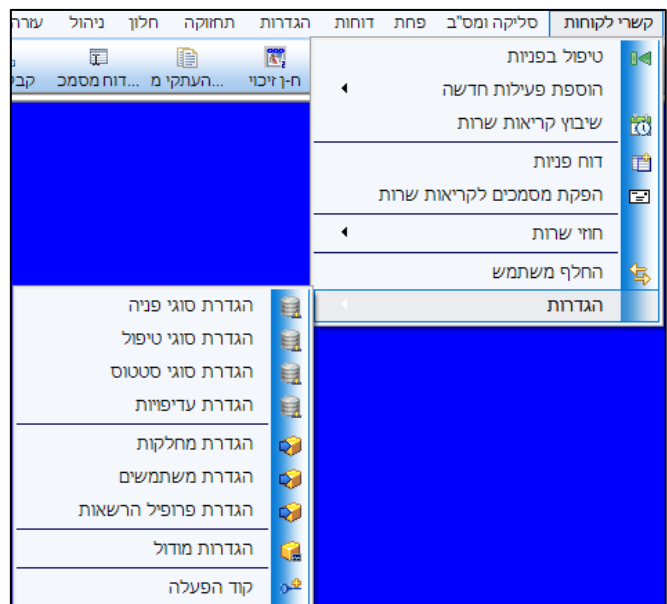 קשרי לקוחות סליקה ומס"ב פחת דוחות הגדרות תחזוקה חלון ניהול עזרה
ח-ן זיכוי ...העתקי מ ...דוח מסמכ קבל
טיפול בפניות
הוספת פעילות חדשה
שיבוץ קריאות שרות
דוח פניות
הפקת מסמכים לקריאות שרות
חוזי שרות
החלף משתמש
הגדרות
הגדרת סוגי פניה
הגדרת סוגי טיפול
הגדרת סוגי סטטוס
הגדרת עדיפויות
הגדרת מחלקות
הגדרת משתמשים
הגדרת פרופיל הרשאות
הגדרות מודול
קוד הפעלה